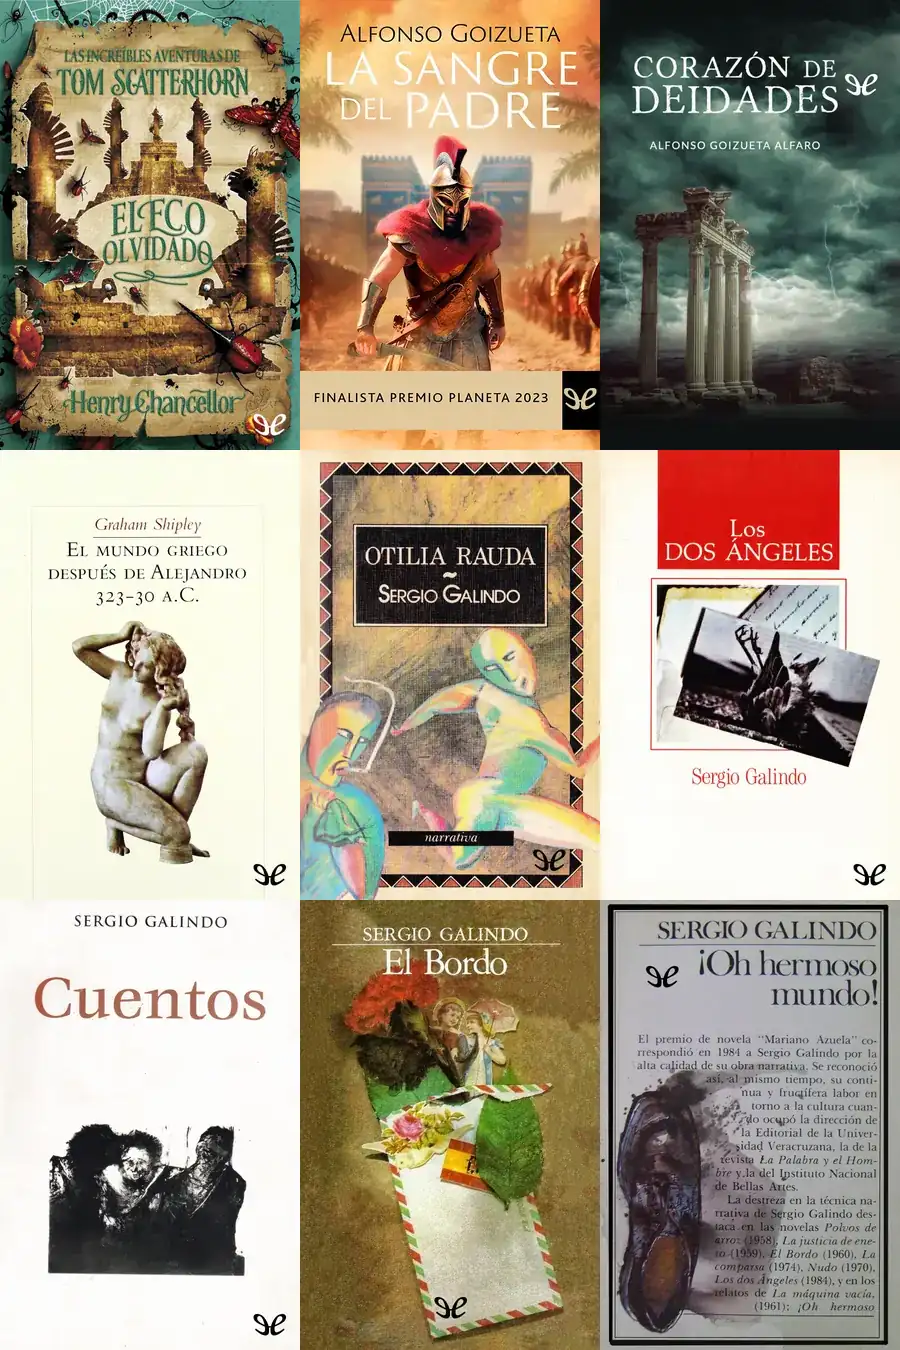 LAS INCREÍBLES AVENTURAS DE
TOM SCATTERHORN
EL ECO
OLVIDADO
Henry Chancellor
ALFONSO GOIZUETA
LA SANGRE
DEL PADRE
FINALISTA PREMIO PLANETA 2023
CORAZÓN DE
DEIDADES
ALFONSO GOIZUETA ALFARO
Graham Shipley
EL MUNDO GRIEGO
DESPUÉS DE ALEJANDRO
323-30 A.C.
OTILIA RAUDA
~
SERGIO GALINDO
narrativa
Los
DOS ÁNGELES
Sergio Galindo
SERGIO GALINDO
Cuentos
SERGIO GALINDO
El Bordo
SERGIO GALINDO
¡Oh hermoso
mundo!
El premio de novela "Mariano Azuela" co-
rrespondió en 1984 a Sergio Galindo por la
alta calidad de su obra narrativa. Se reconoció
así, al mismo tiempo, su conti-
nua y fructífera labor en
torno a la cultura cuan-
do ocupó la dirección de
la Editorial de la Univer-
sidad Veracruzana, la de la
revista La Palabra y el Hom-
bre y la del Instituto Nacional
de Bellas Artes.
La destreza en la técnica na-
rrativa de Sergio Galindo des-
taca en las novelas Polvos de
arroz (1958), La justicia de ene-
ro (1959), El Bordo (1960), La
comparsa (1974), Nudo (1970),
Los dos Ángeles (1984), y en los
relatos de La máquina vacía,
(1961); ¡Oh hermoso